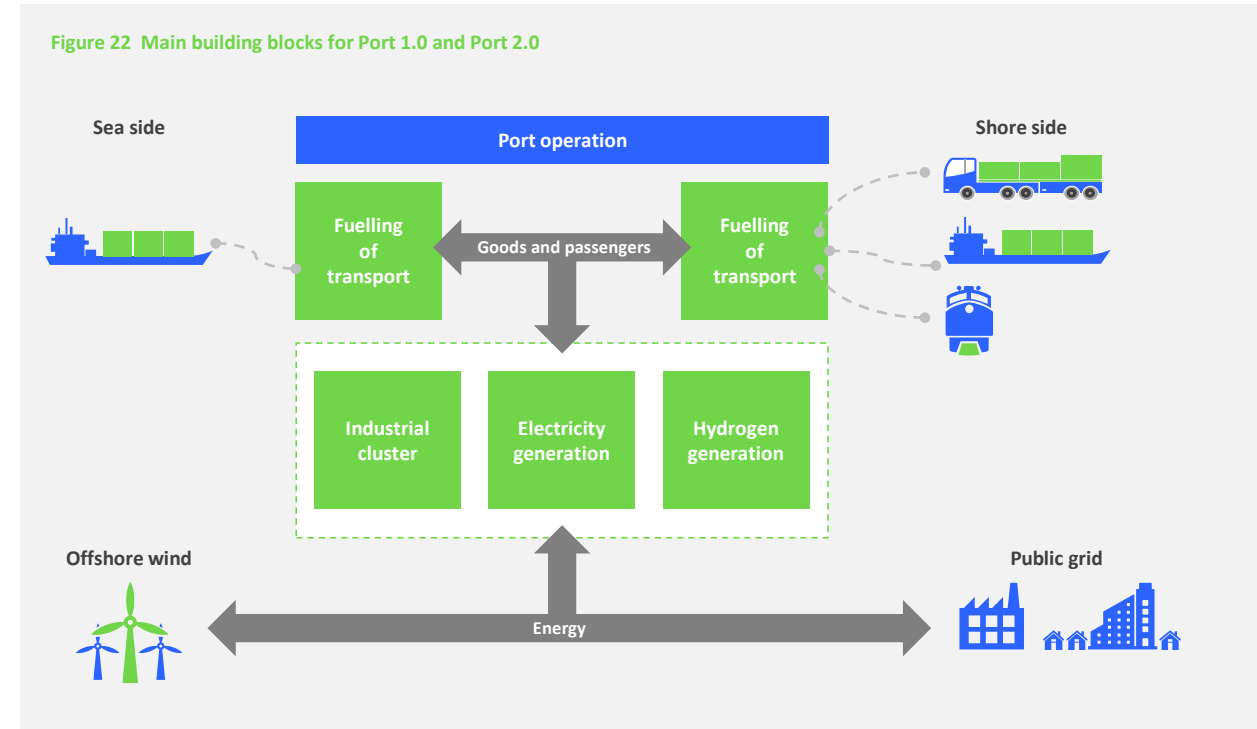 Figure 22  Main building blocks for Port 1.0 and Port 2.0
Sea side
Port operation
Shore side
Fuelling
of
transport
Goods and passengers
Fuelling
of
transport
Industrial
cluster
Electricity
generation
Hydrogen
generation
Offshore wind
Public grid
Energy